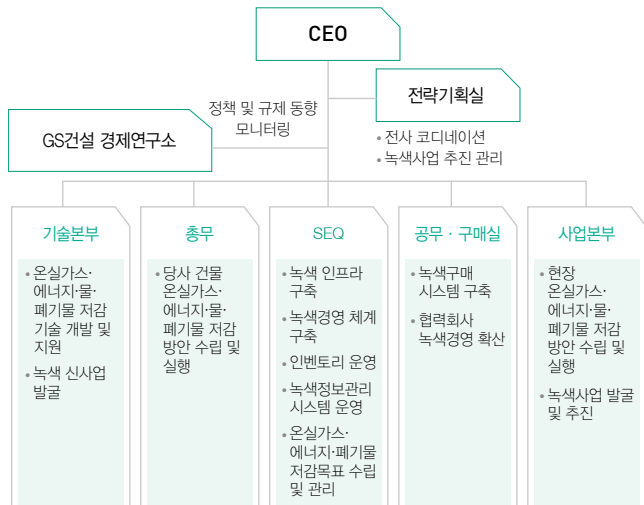 CEO
전략기획실
• 전사 코디네이션
• 녹색사업 추진 관리
정책 및 규제 동향
모니터링
GS건설 경제연구소
기술본부
• 온실가스·
에너지·물·
폐기물 저감
기술 개발 및
지원
• 녹색 신사업
발굴
총무
• 당사 건물
온실가스·
에너지·물·
폐기물 저감
방안 수립 및
실행
SEQ
• 녹색 인프라
구축
• 녹색경영 체계
구축
• 인벤토리 운영
• 녹색정보관리
시스템 운영
• 온실가스·
에너지·폐기물
저감목표 수립
및 관리
공무 · 구매실
• 녹색구매
시스템 구축
• 협력회사
녹색경영 확산
사업본부
• 현장
온실가스·
에너지·물·
폐기물 저감
방안 수립 및
실행
• 녹색사업 발굴
및 추진